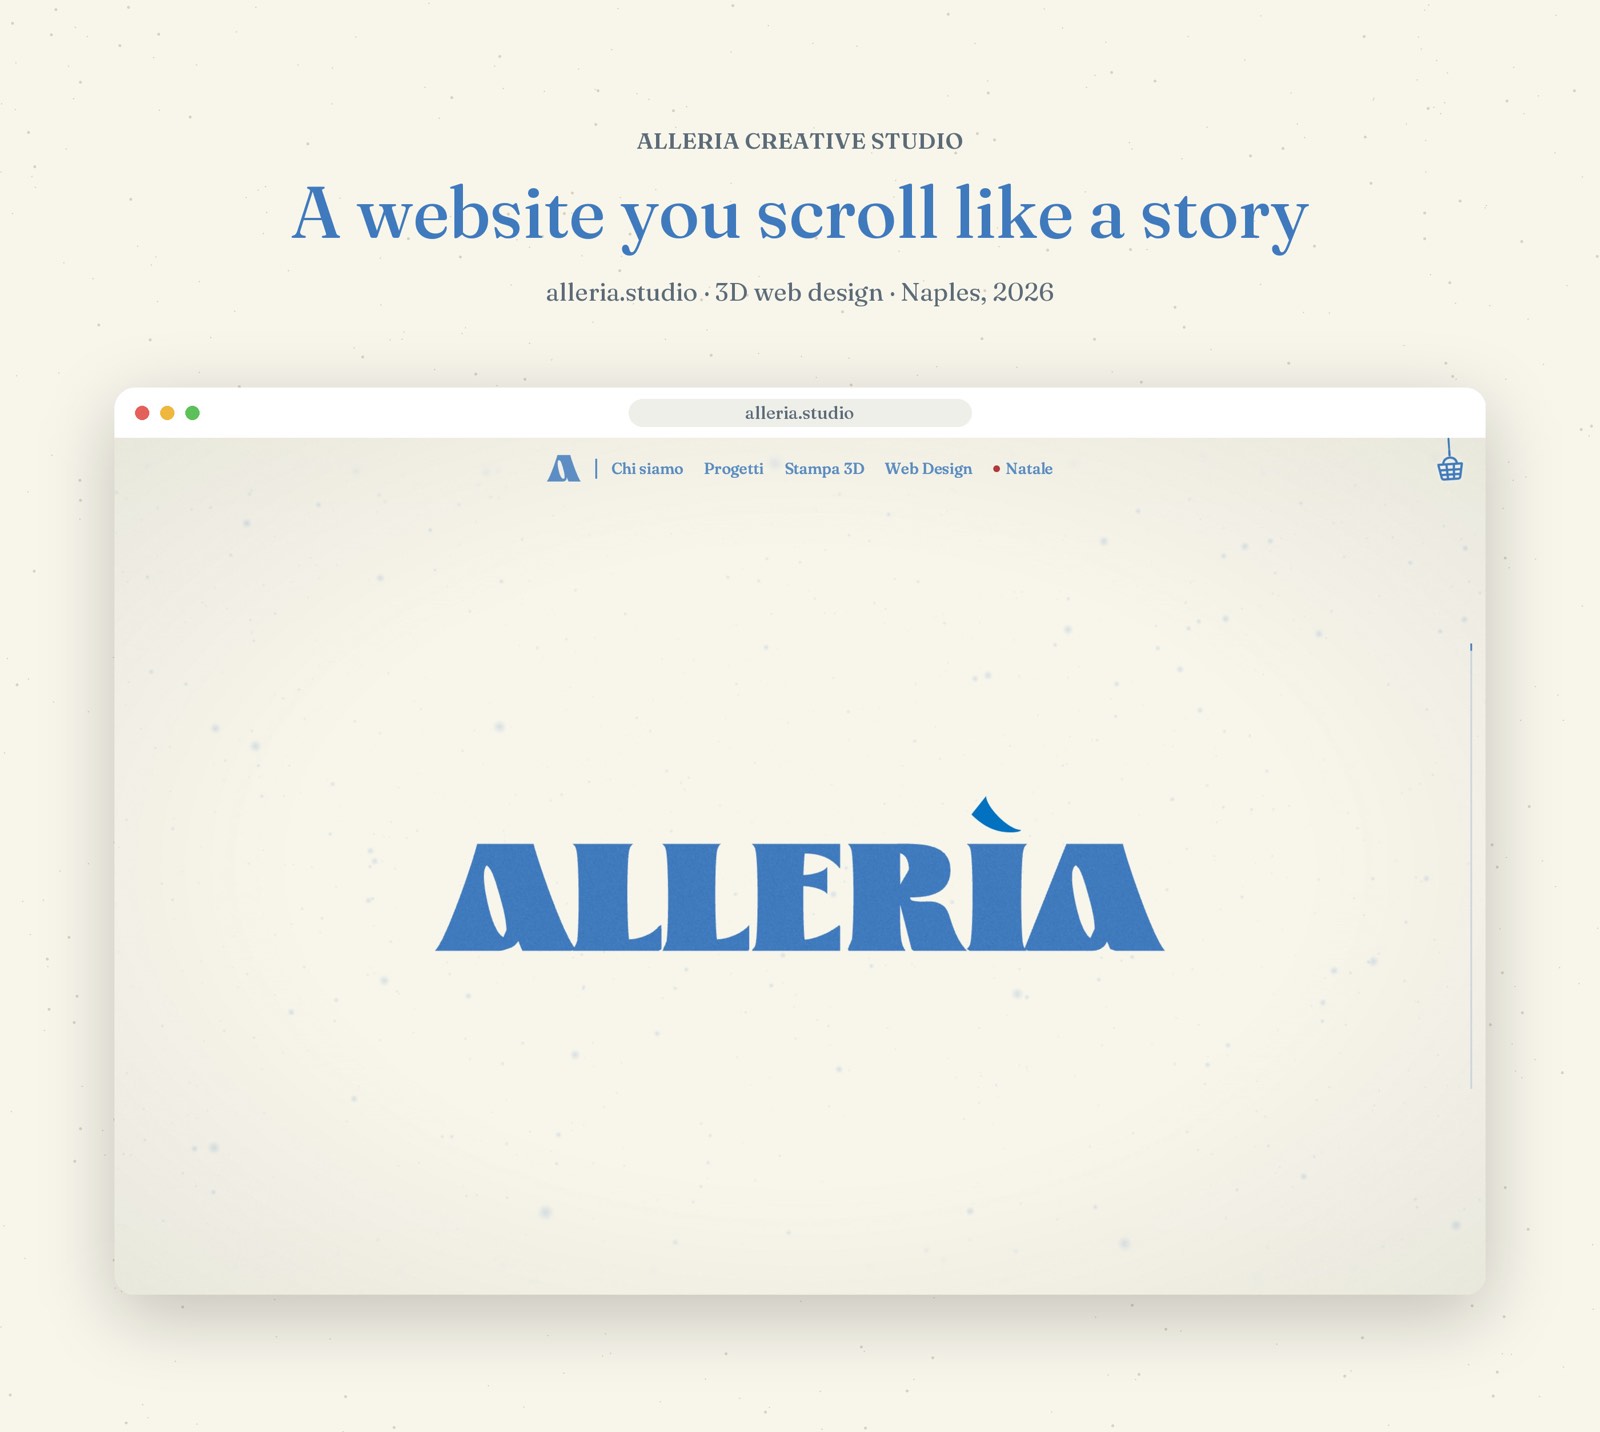 ALLERIA CREATIVE STUDIO
A website you scroll like a story
alleria.studio · 3D web design · Naples, 2026
alleria.studio
A | Chi siamo Progetti Stampa 3D Web Design • Natale
ALLERÌA